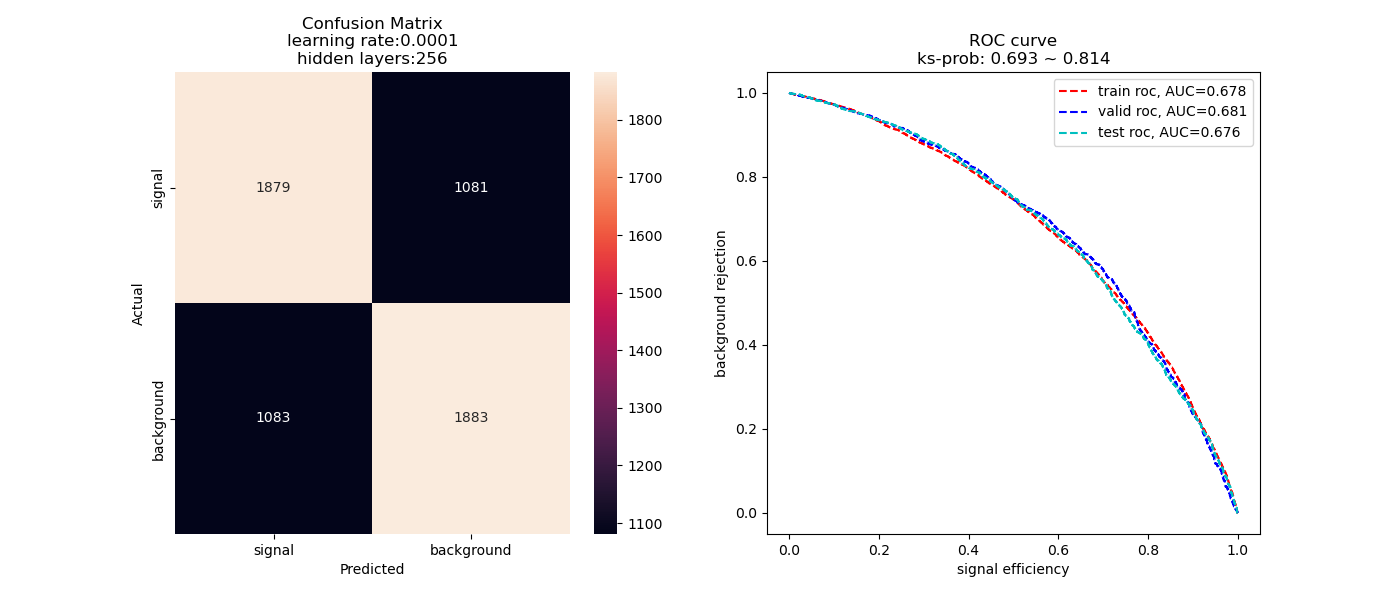 Confusion Matrix
learning rate:0.0001
hidden layers:256
signal
background
Actual
1879
1081
1083
1883
signal
background
Predicted
1800
1700
1600
1500
1400
1300
1200
1100
ROC curve
ks-prob: 0.693 ~ 0.814
train roc, AUC=0.678
valid roc, AUC=0.681
test roc, AUC=0.676
background rejection
1.0
0.8
0.6
0.4
0.2
0.0
0.0
0.2
0.4
0.6
0.8
1.0
signal efficiency